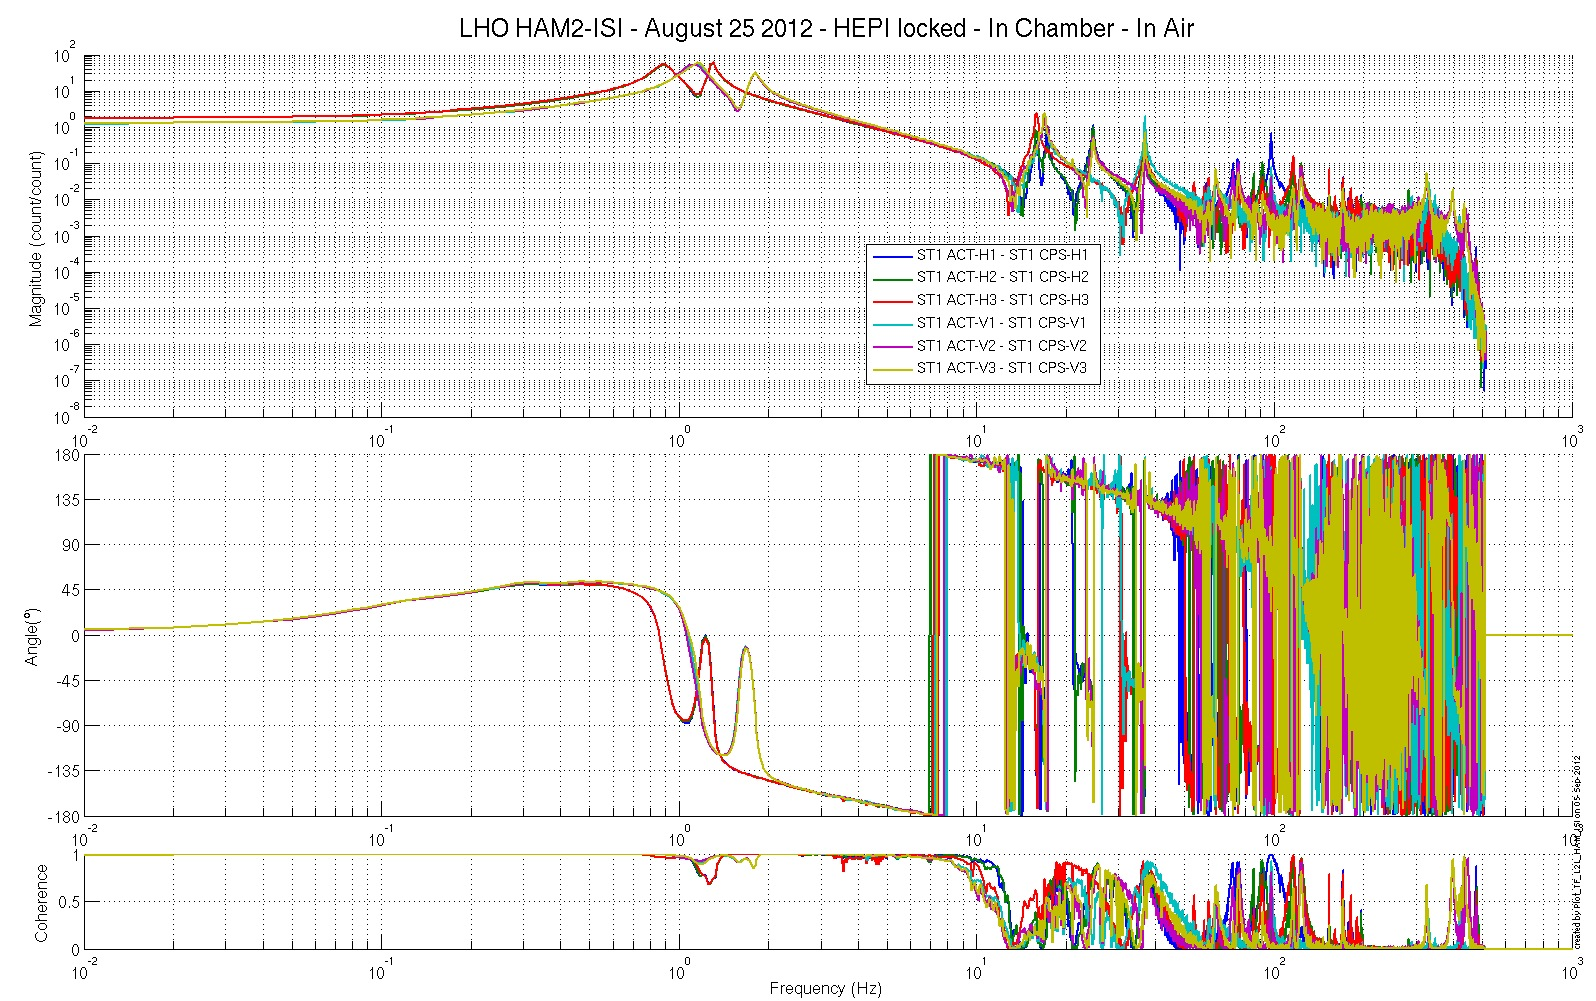 LHO HAM2-ISI - August 25 2012 - HEPI locked - In Chamber - In Air
Magnitude (count/count)
10^2
10^1
10^0
10^-1
10^-2
10^-3
10^-4
10^-5
10^-6
10^-7
10^-8
ST1 ACT-H1 - ST1 CPS-H1
ST1 ACT-H2 - ST1 CPS-H2
ST1 ACT-H3 - ST1 CPS-H3
ST1 ACT-V1 - ST1 CPS-V1
ST1 ACT-V2 - ST1 CPS-V2
ST1 ACT-V3 - ST1 CPS-V3
10^-2 10^-1 10^0 10^1 10^2 10^3
Angle(°)
180
135
90
45
0
-45
-90
-135
-180
10^-2 10^-1 10^0 10^1 10^2
Coherence
1
0.5
0
10^-2 10^-1 10^0 10^1 10^2 10^3
Frequency (Hz)